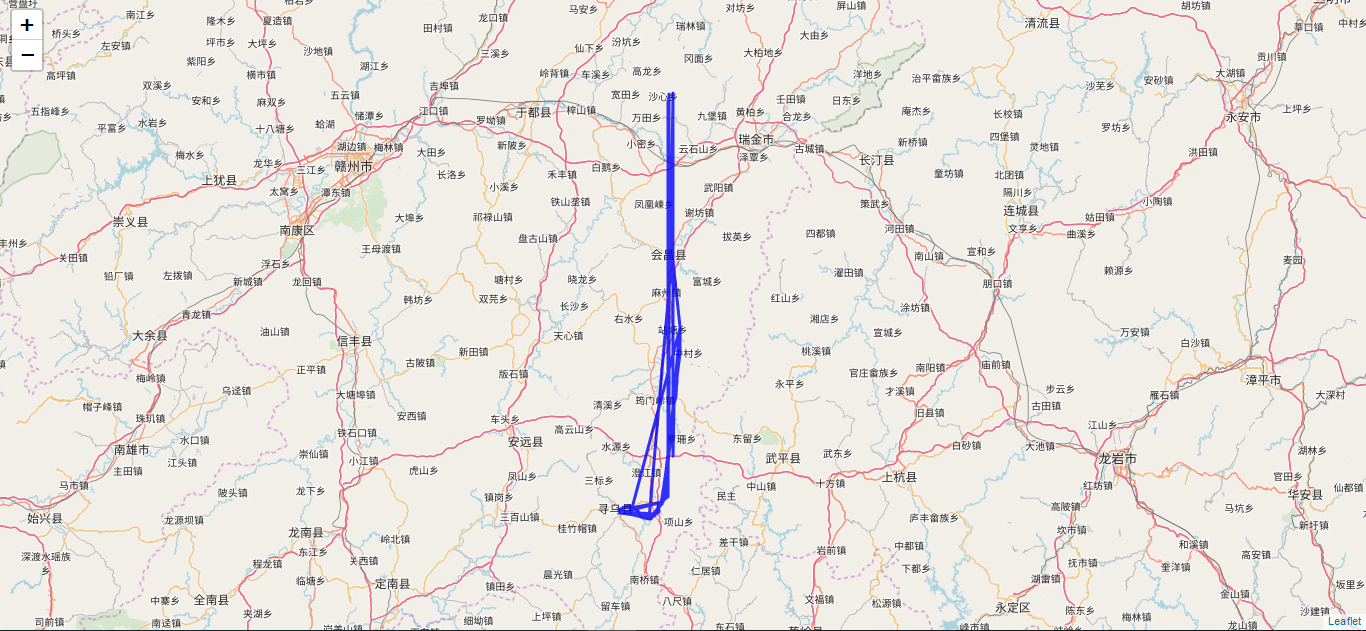 南江乡
隆木乡
夏造镇
龙口镇
马安乡
对坊乡
屏山镇
胡坊镇
清流县
+
桥头乡
左安镇
坪市乡
大坪乡
沙地镇
田村镇
三溪乡
仙下乡
汾坑乡
瑞林镇
大由乡
大柏地乡
莒口镇
中村乡
−
高坪镇
紫阳乡
湖江乡
冈面乡
贡川镇
双溪乡
横市镇
岭背镇
车溪乡
高龙乡
洋地乡
治平畲族乡
安砂镇
大湖镇
沙芜乡
吉埠镇
五云镇
宽田乡
沙心乡
壬田镇
日东乡
五指峰乡
安和乡
麻双乡
储潭乡
江口镇
于都县
梓山镇
九堡镇
黄柏乡
合龙乡
庵杰乡
长校镇
上坪乡
永安市
平富乡
水岩乡
十八塘乡
蛤湖
罗坳镇
万田乡
罗坊乡
湖边镇
梅林镇
新陂乡
小密乡
云石山乡
瑞金市
古城镇
新桥镇
四堡镇
灵地镇
梅水乡
龙华乡
赣州市
大田乡
泽覃乡
长汀县
洪田镇
三江乡
长洛乡
禾丰镇
白鹅乡
童坊镇
北团镇
上犹县
太窝乡
潭东镇
小溪乡
武阳镇
隔川乡
铁山垄镇
凤凰崠乡
谢坊镇
策武乡
连城县
姑田镇
小陶镇
崇义县
大埠乡
祁禄山镇
南康区
拔英乡
四都镇
河田镇
文亨乡
曲溪乡
盘古山镇
王母渡镇
会昌县
南山镇
宣和乡
关田镇
浮石乡
麦园
铅厂镇
左拨镇
新城镇
龙回镇
塘村乡
晓龙乡
富城乡
濯田镇
赖源乡
朋口镇
韩坊乡
双芫乡
麻州镇
红山乡
长沙乡
涂坊镇
青龙镇
右水乡
湘店乡
大余县
油山镇
信丰县
天心镇
站塘乡
宣城乡
万安镇
白沙镇
新田镇
中村乡
桃溪镇
古陂镇
庙前镇
正平镇
版石镇
官庄畲族乡
南阳镇
梅岭镇
永平乡
漳平市
乌迳镇
大塘埠镇
才溪镇
步云乡
雁石镇
大深村
帽子峰镇
珠玑镇
安西镇
清溪乡
筠门岭镇
旧县镇
古田镇
车头乡
铁石口镇
高云山乡
江山乡
水口镇
安远县
水源乡
罗珊乡
东留乡
白砂镇
大池镇
南雄市
崇仙乡
武平县
武东乡
龙岩市
湖林乡
江头镇
小江镇
主田镇
虎山乡
澄江镇
上杭县
官田乡
马市镇
凤山乡
三标乡
中山镇
十方镇
红坊镇
仙都镇
陂头镇
龙下乡
镇岗乡
民主
华安县
高陂镇
马坑乡
寻乌县
始兴县
龙源坝镇
三百山镇
项山乡
庐丰畲族乡
新圩镇
龙南县
桂竹帽镇
坎市镇
岭北镇
差干镇
中都镇
和溪镇
深渡水瑶族
乡
东江乡
岩前镇
高安镇
程龙镇
关西镇
仁居镇
下都乡
抚市镇
奎洋镇
临塘乡
定南县
晨光镇
南桥镇
湖雷镇
坂里乡
镇田乡
金山镇
中寨乡
全南县
留车镇
八尺镇
文福镇
松源镇
永定区
陈东乡
沙建镇
夹湖乡
上坪镇
梅林镇
司前镇
南迳镇
细坳镇
东石镇
峰市镇
龙山镇
Leaflet